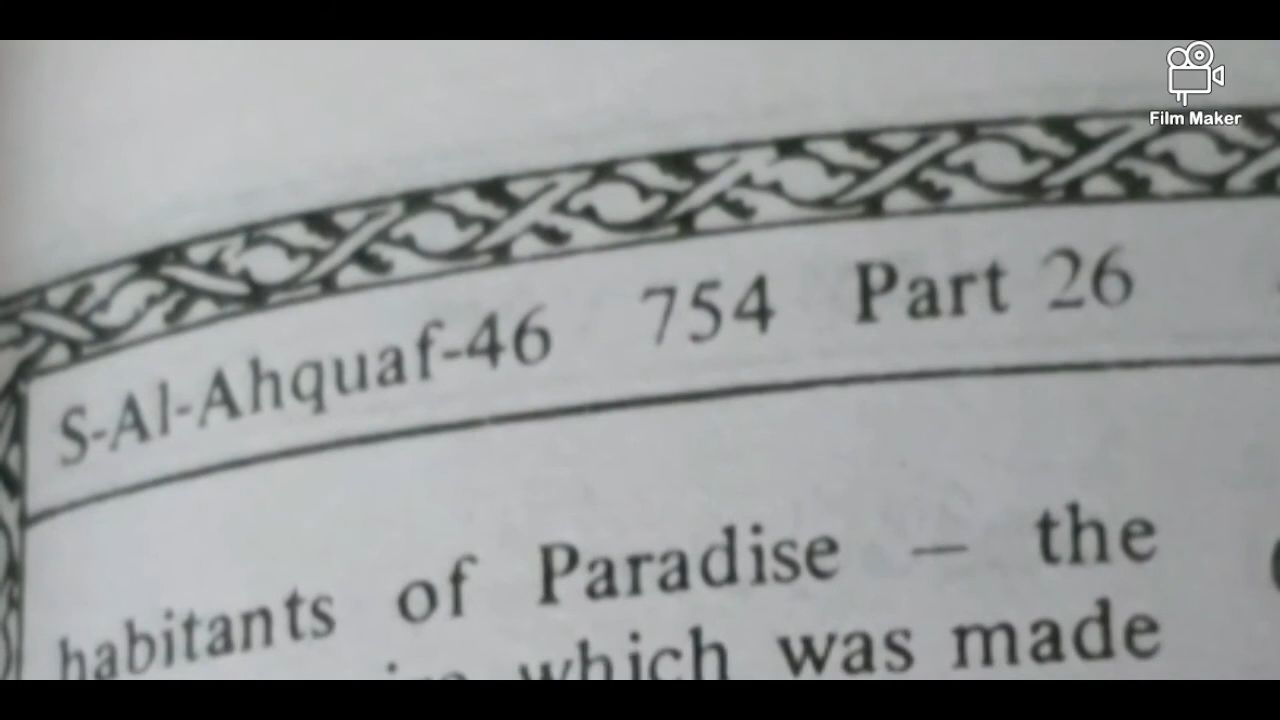 Film Maker
S-Al-Ahquaf-46 754 Part 26
habitants of Paradise — the
which was made